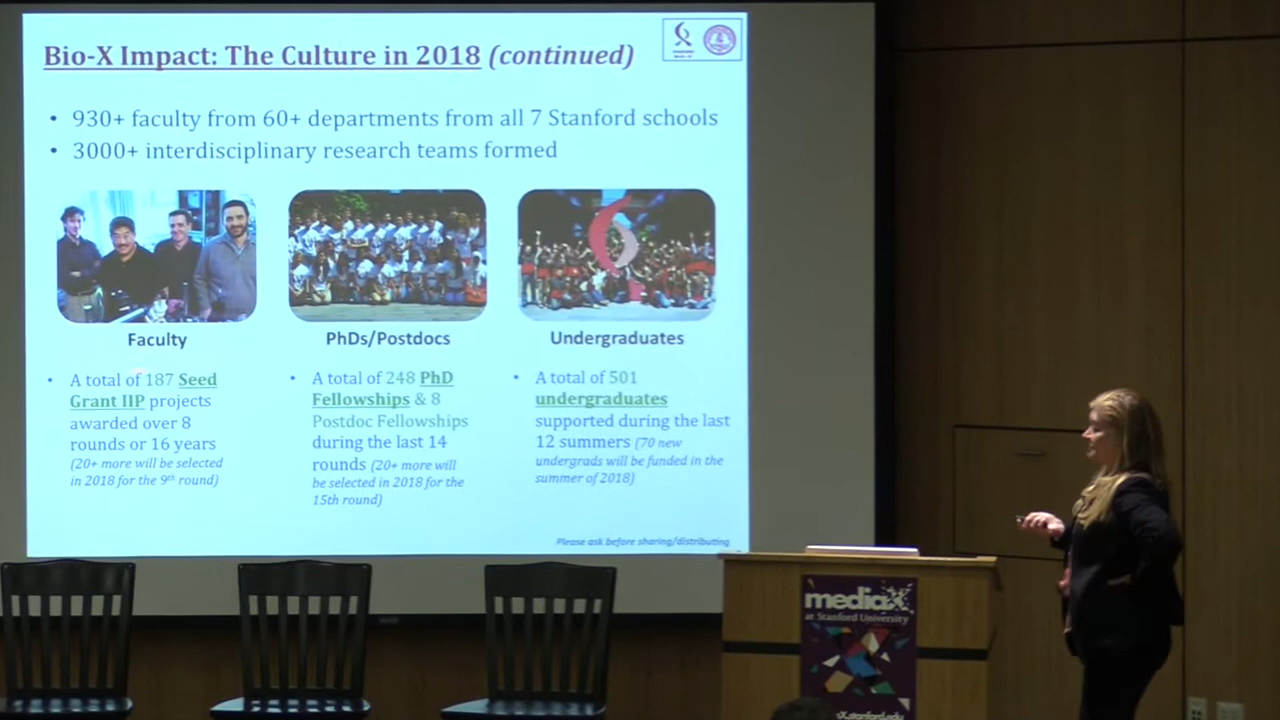 Bio-X Impact: The Culture in 2018 (continued)
• 930+ faculty from 60+ departments from all 7 Stanford schools
• 3000+ interdisciplinary research teams formed
Faculty
PhDs/Postdocs
Undergraduates
• A total of 187 Seed
Grant IIP projects
awarded over 8
rounds or 16 years
(20+ more will be selected
in 2018 for the 9th round)
• A total of 248 PhD
Fellowships & 8
Postdoc Fellowships
during the last 14
rounds (20+ more will
be selected in 2018 for the
15th round)
• A total of 501
undergraduates
supported during the last
12 summers (70 new
undergrads will be funded in the
summer of 2018)
Please ask before sharing/distributing
mediaX
at Stanford University
X.stanford.edu